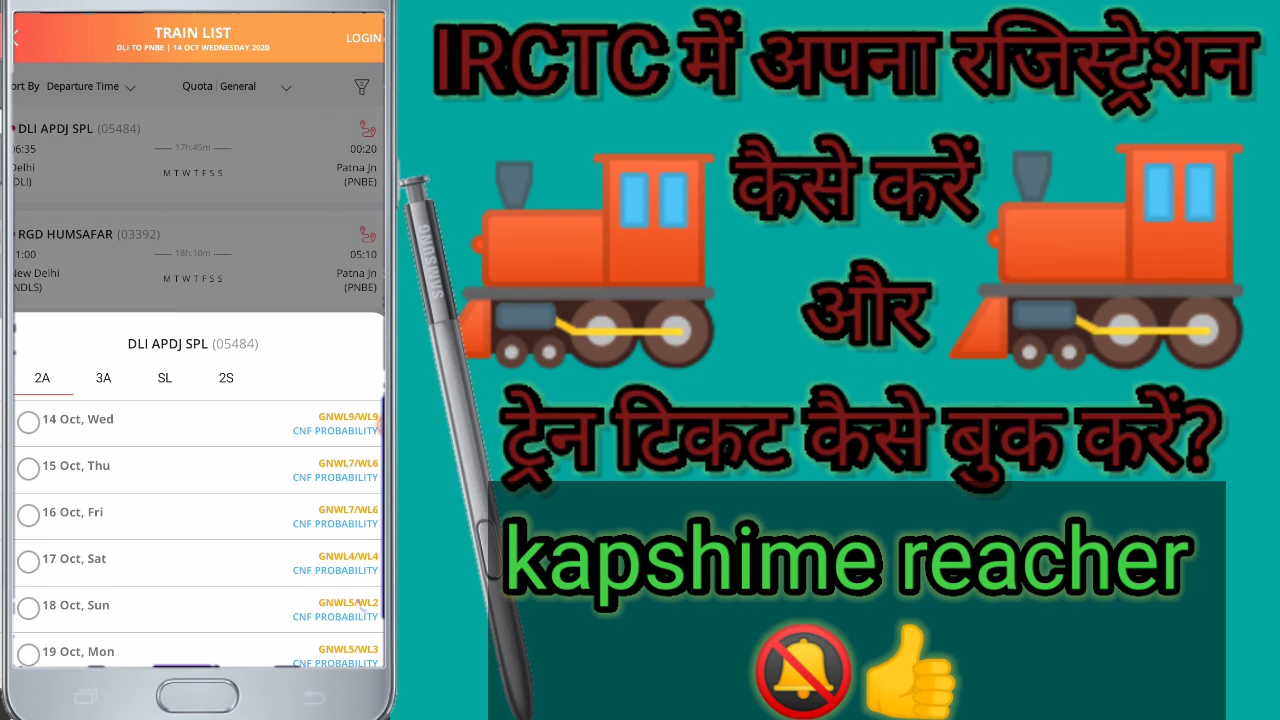 TRAIN LIST
DLI TO PNBE | 14 OCT WEDNESDAY 2020
LOGIN
ort By Departure Time
Quota General
DLI APDJ SPL (05484)
06:35
17h:45m
00:20
Delhi
M T W T F S S
Patna Jn
(DLI)
(PNBE)
RGD HUMSAFAR (03392)
1:00
18h:10m
05:10
New Delhi
M T W T F S S
Patna Jn
(NDLS)
(PNBE)
DLI APDJ SPL (05484)
2A 3A SL 2S
14 Oct, Wed
GNWL9/WL9
CNF PROBABILITY
15 Oct, Thu
GNWL7/WL6
CNF PROBABILITY
16 Oct, Fri
GNWL7/WL6
CNF PROBABILITY
17 Oct, Sat
GNWL4/WL4
CNF PROBABILITY
18 Oct, Sun
GNWL5/WL2
CNF PROBABILITY
19 Oct, Mon
GNWL5/WL3
CNF PROBABILITY
SAMSUNG
IRCTC में अपना रजिस्ट्रेशन
कैसे करें
और
ट्रेन टिकट कैसे बुक करें?
kapshime reacher